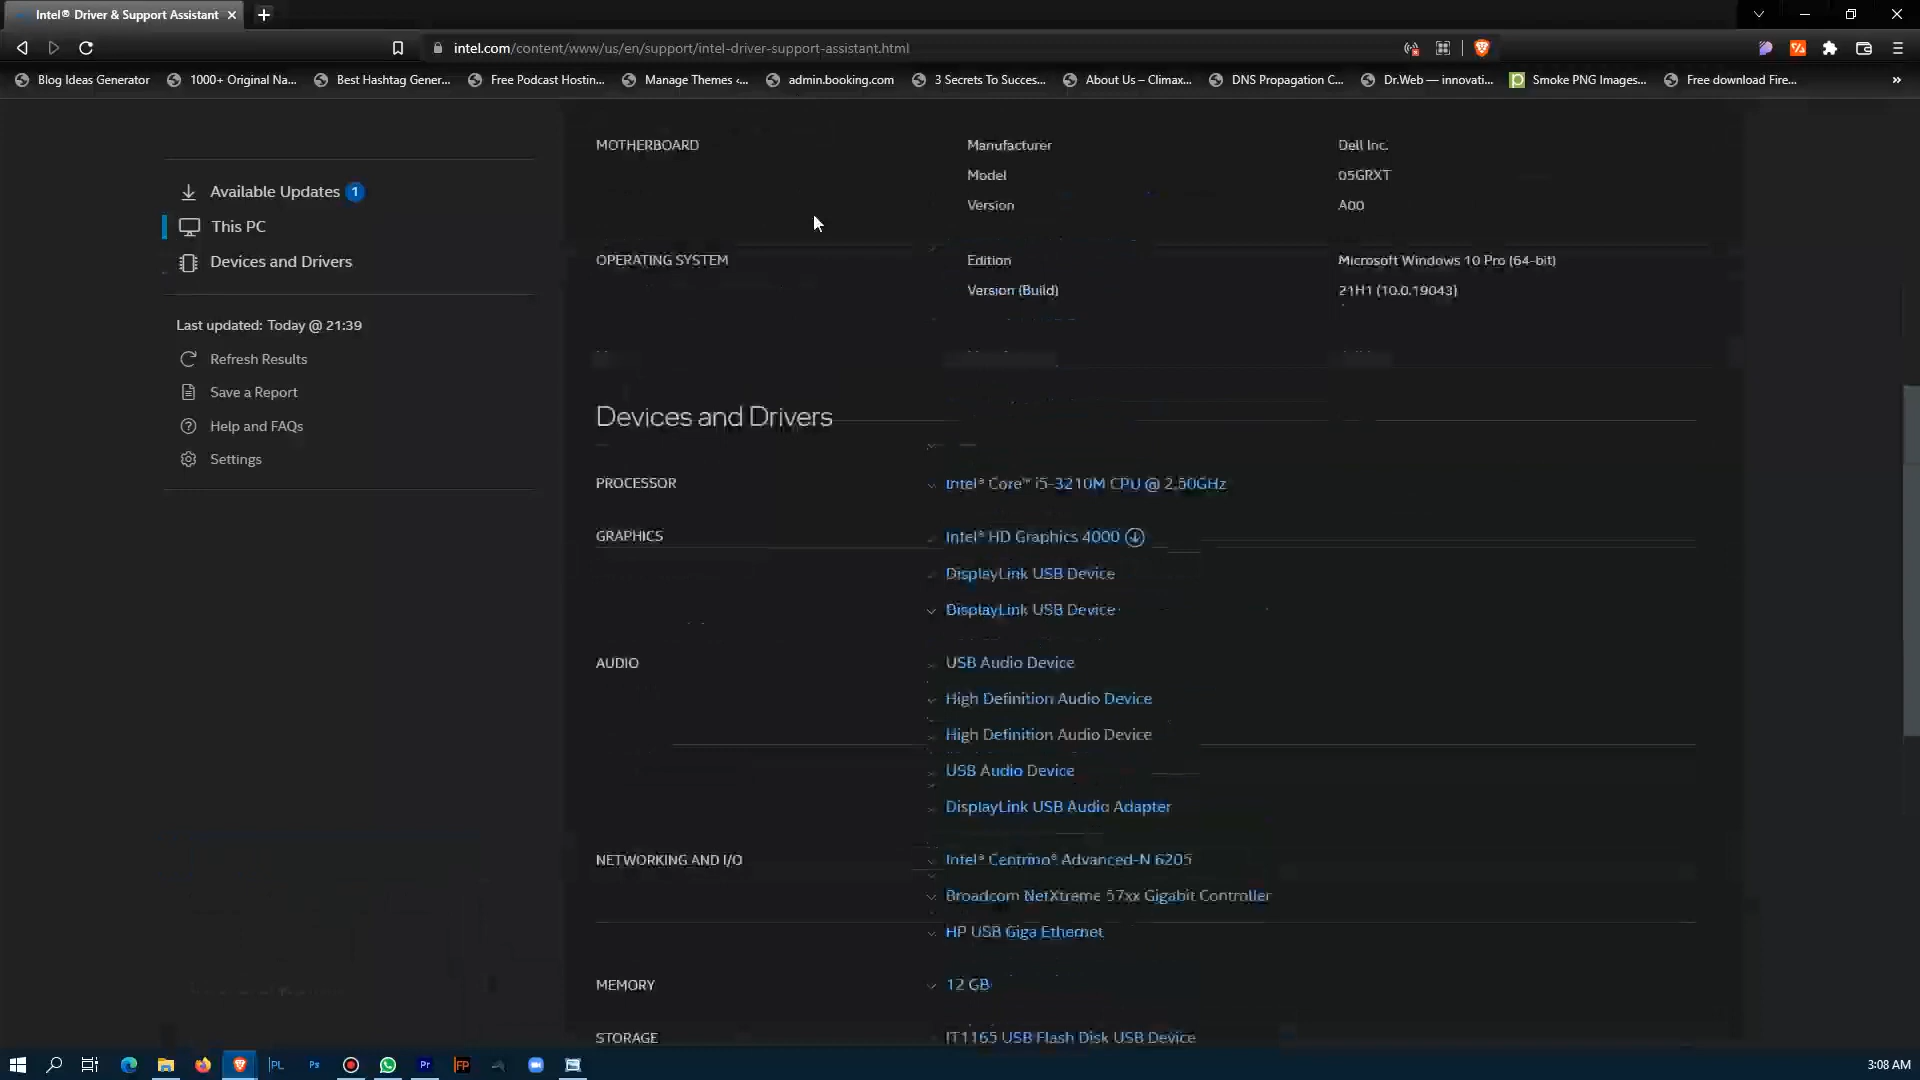 Intel® Driver & Support Assistant
intel.com/content/www/us/en/support/intel-driver-support-assistant.html
Blog Ideas Generator
1000+ Original Na...
Best Hashtag Gener...
Free Podcast Hostin...
Manage Themes ‹...
admin.booking.com
3 Secrets To Succes...
About Us – Climax...
DNS Propagation C...
Dr.Web — innovati...
Smoke PNG Images...
Free download Fire...
»
Available Updates 1
This PC
Devices and Drivers
Last updated: Today @ 21:39
Refresh Results
Save a Report
Help and FAQs
Settings
MOTHERBOARD
Manufacturer Dell Inc.
Model 05GRXT
Version A00
OPERATING SYSTEM
Edition Microsoft Windows 10 Pro (64-bit)
Version (Build) 21H1 (10.0.19043)
Devices and Drivers
PROCESSOR
Intel® Core™ i5-3210M CPU @ 2.50GHz
GRAPHICS
Intel® HD Graphics 4000
DisplayLink USB Device
DisplayLink USB Device
AUDIO
USB Audio Device
High Definition Audio Device
High Definition Audio Device
USB Audio Device
DisplayLink USB Audio Adapter
NETWORKING AND I/O
Intel® Centrino® Advanced-N 6205
Broadcom NetXtreme 57xx Gigabit Controller
HP USB Giga Ethernet
MEMORY
12 GB
STORAGE
IT1165 USB Flash Disk USB Device
PL
Ps
Pr
FP
3:08 AM